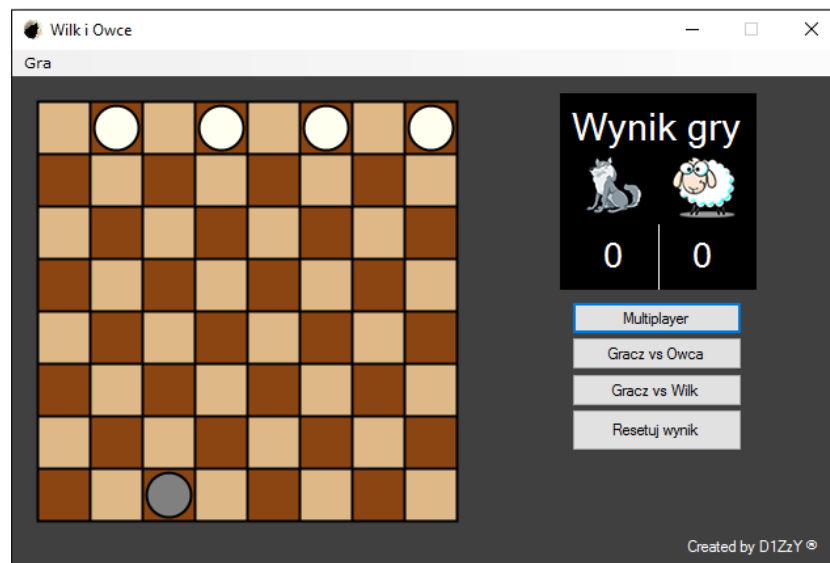 Wilk i Owce
Gra
Wynik gry
0 0
Multiplayer
Gracz vs Owca
Gracz vs Wilk
Resetuj wynik
Created by D1ZzY ®